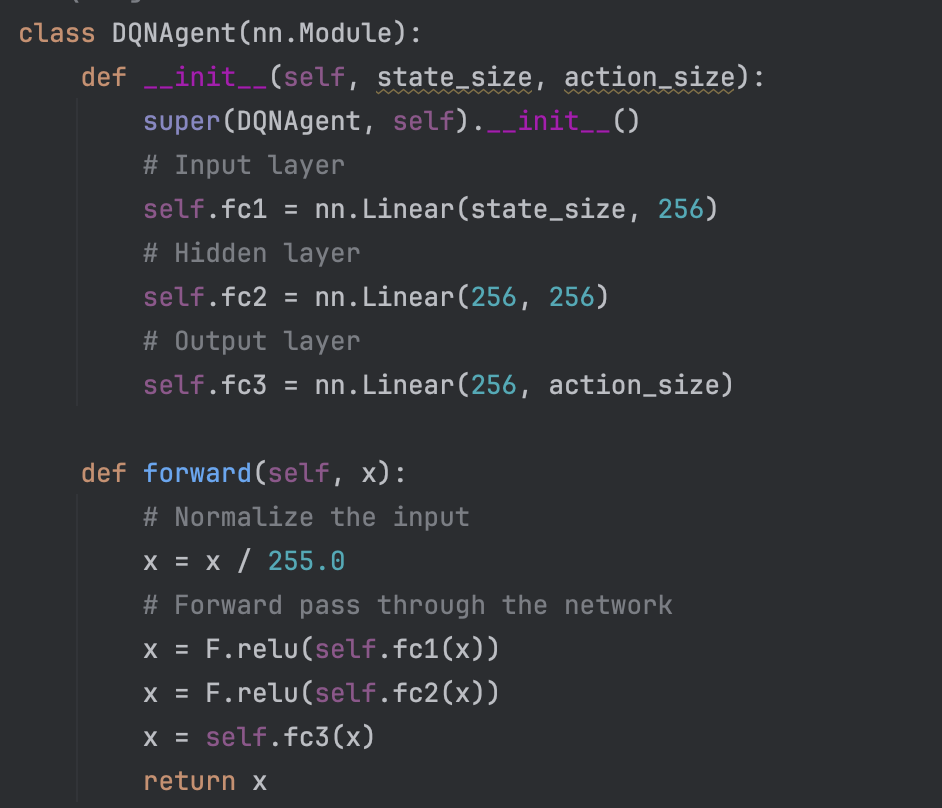 class DQNAgent(nn.Module):
    def __init__(self, state_size, action_size):
        super(DQNAgent, self).__init__()
        # Input layer
        self.fc1 = nn.Linear(state_size, 256)
        # Hidden layer
        self.fc2 = nn.Linear(256, 256)
        # Output layer
        self.fc3 = nn.Linear(256, action_size)

    def forward(self, x):
        # Normalize the input
        x = x / 255.0
        # Forward pass through the network
        x = F.relu(self.fc1(x))
        x = F.relu(self.fc2(x))
        x = self.fc3(x)
        return x